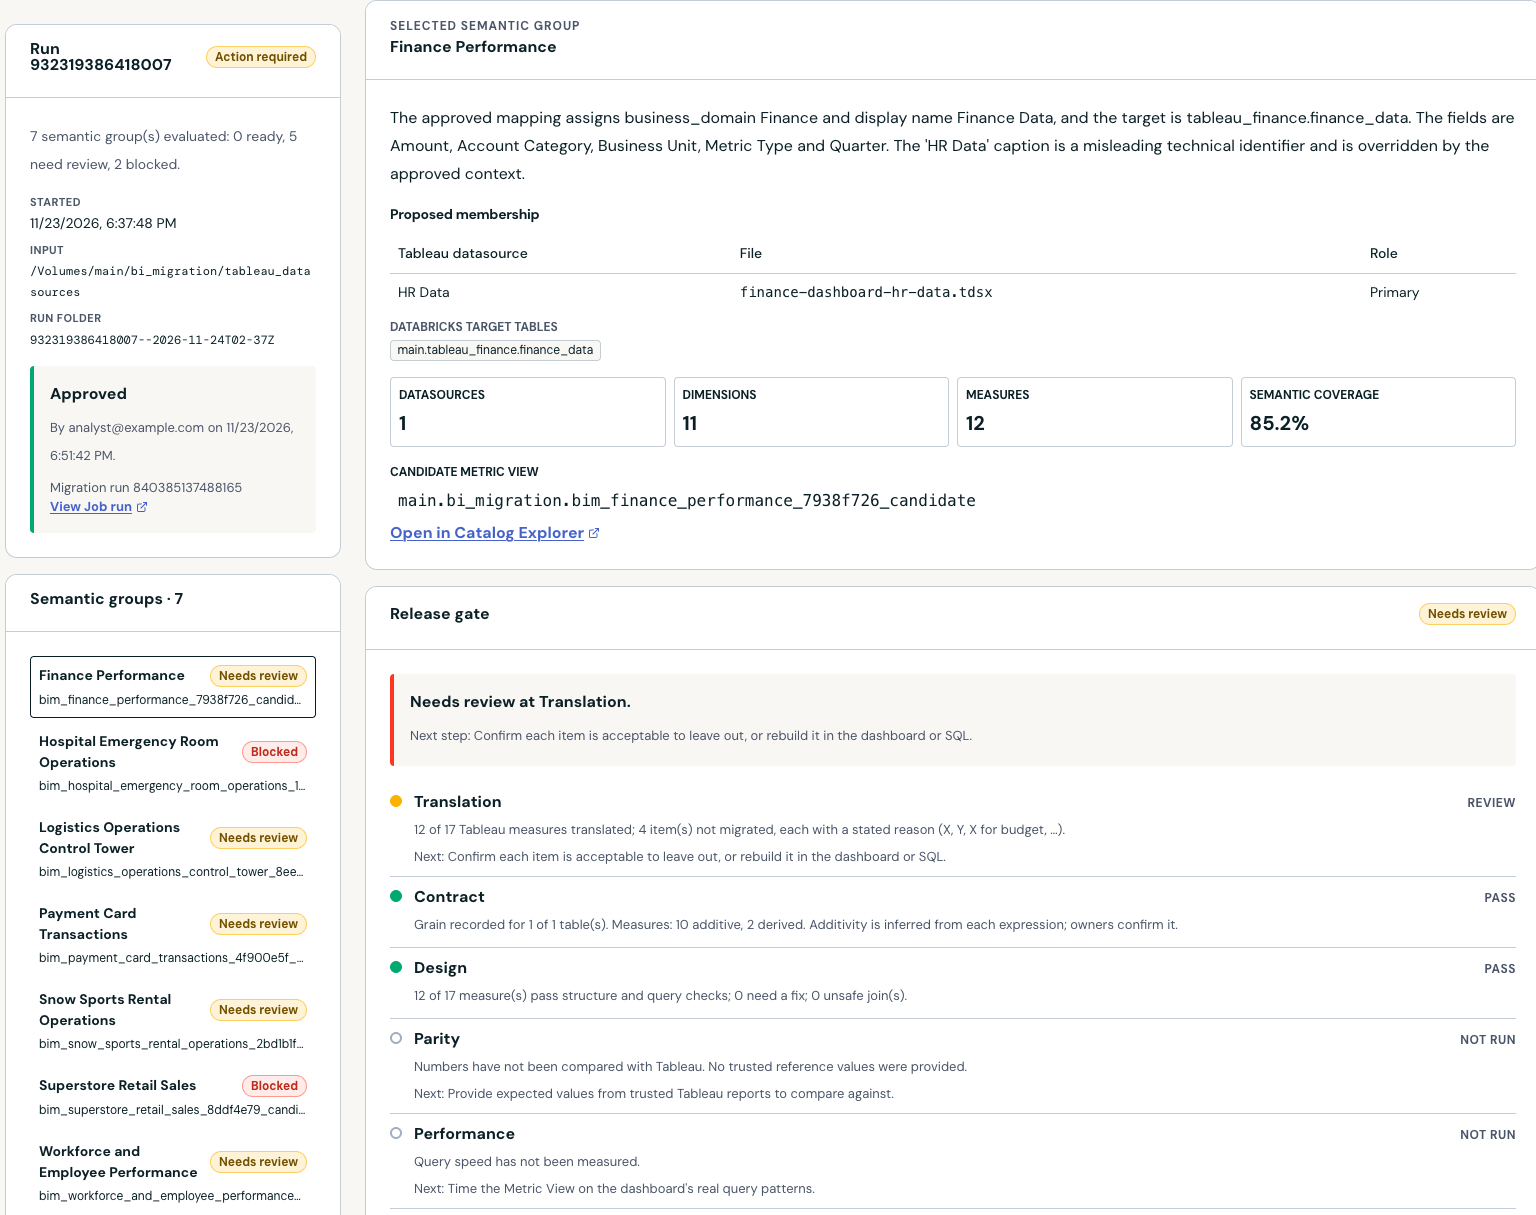 Run
932319386418007
Action required
7 semantic group(s) evaluated: 0 ready, 5
need review, 2 blocked.
STARTED
11/23/2026, 6:37:48 PM
INPUT
/Volumes/main/bi_migration/tableau_data
sources
RUN FOLDER
932319386418007--2026-11-24T02-37Z
Approved
By analyst@example.com on 11/23/2026,
6:51:42 PM.
Migration run 840385137488165
View Job run
Semantic groups · 7
Finance Performance
Needs review
bim_finance_performance_7938f726_candid…
Hospital Emergency Room
Operations
Blocked
bim_hospital_emergency_room_operations_1…
Logistics Operations
Control Tower
Needs review
bim_logistics_operations_control_tower_8ee…
Payment Card
Transactions
Needs review
bim_payment_card_transactions_4f900e5f_…
Snow Sports Rental
Operations
Needs review
bim_snow_sports_rental_operations_2bd1b1f…
Superstore Retail Sales
Blocked
bim_superstore_retail_sales_8ddf4e79_candi…
Workforce and
Employee Performance
Needs review
bim_workforce_and_employee_performance…
SELECTED SEMANTIC GROUP
Finance Performance
The approved mapping assigns business_domain Finance and display name Finance Data, and the target is tableau_finance.finance_data. The fields are
Amount, Account Category, Business Unit, Metric Type and Quarter. The 'HR Data' caption is a misleading technical identifier and is overridden by the
approved context.
Proposed membership
Tableau datasource File Role
HR Data finance-dashboard-hr-data.tdsx Primary
DATABRICKS TARGET TABLES
main.tableau_finance.finance_data
DATASOURCES
1
DIMENSIONS
11
MEASURES
12
SEMANTIC COVERAGE
85.2%
CANDIDATE METRIC VIEW
main.bi_migration.bim_finance_performance_7938f726_candidate
Open in Catalog Explorer
Release gate
Needs review
Needs review at Translation.
Next step: Confirm each item is acceptable to leave out, or rebuild it in the dashboard or SQL.
Translation
REVIEW
12 of 17 Tableau measures translated; 4 item(s) not migrated, each with a stated reason (X, Y, X for budget, …).
Next: Confirm each item is acceptable to leave out, or rebuild it in the dashboard or SQL.
Contract
PASS
Grain recorded for 1 of 1 table(s). Measures: 10 additive, 2 derived. Additivity is inferred from each expression; owners confirm it.
Design
PASS
12 of 17 measure(s) pass structure and query checks; 0 need a fix; 0 unsafe join(s).
Parity
NOT RUN
Numbers have not been compared with Tableau. No trusted reference values were provided.
Next: Provide expected values from trusted Tableau reports to compare against.
Performance
NOT RUN
Query speed has not been measured.
Next: Time the Metric View on the dashboard's real query patterns.